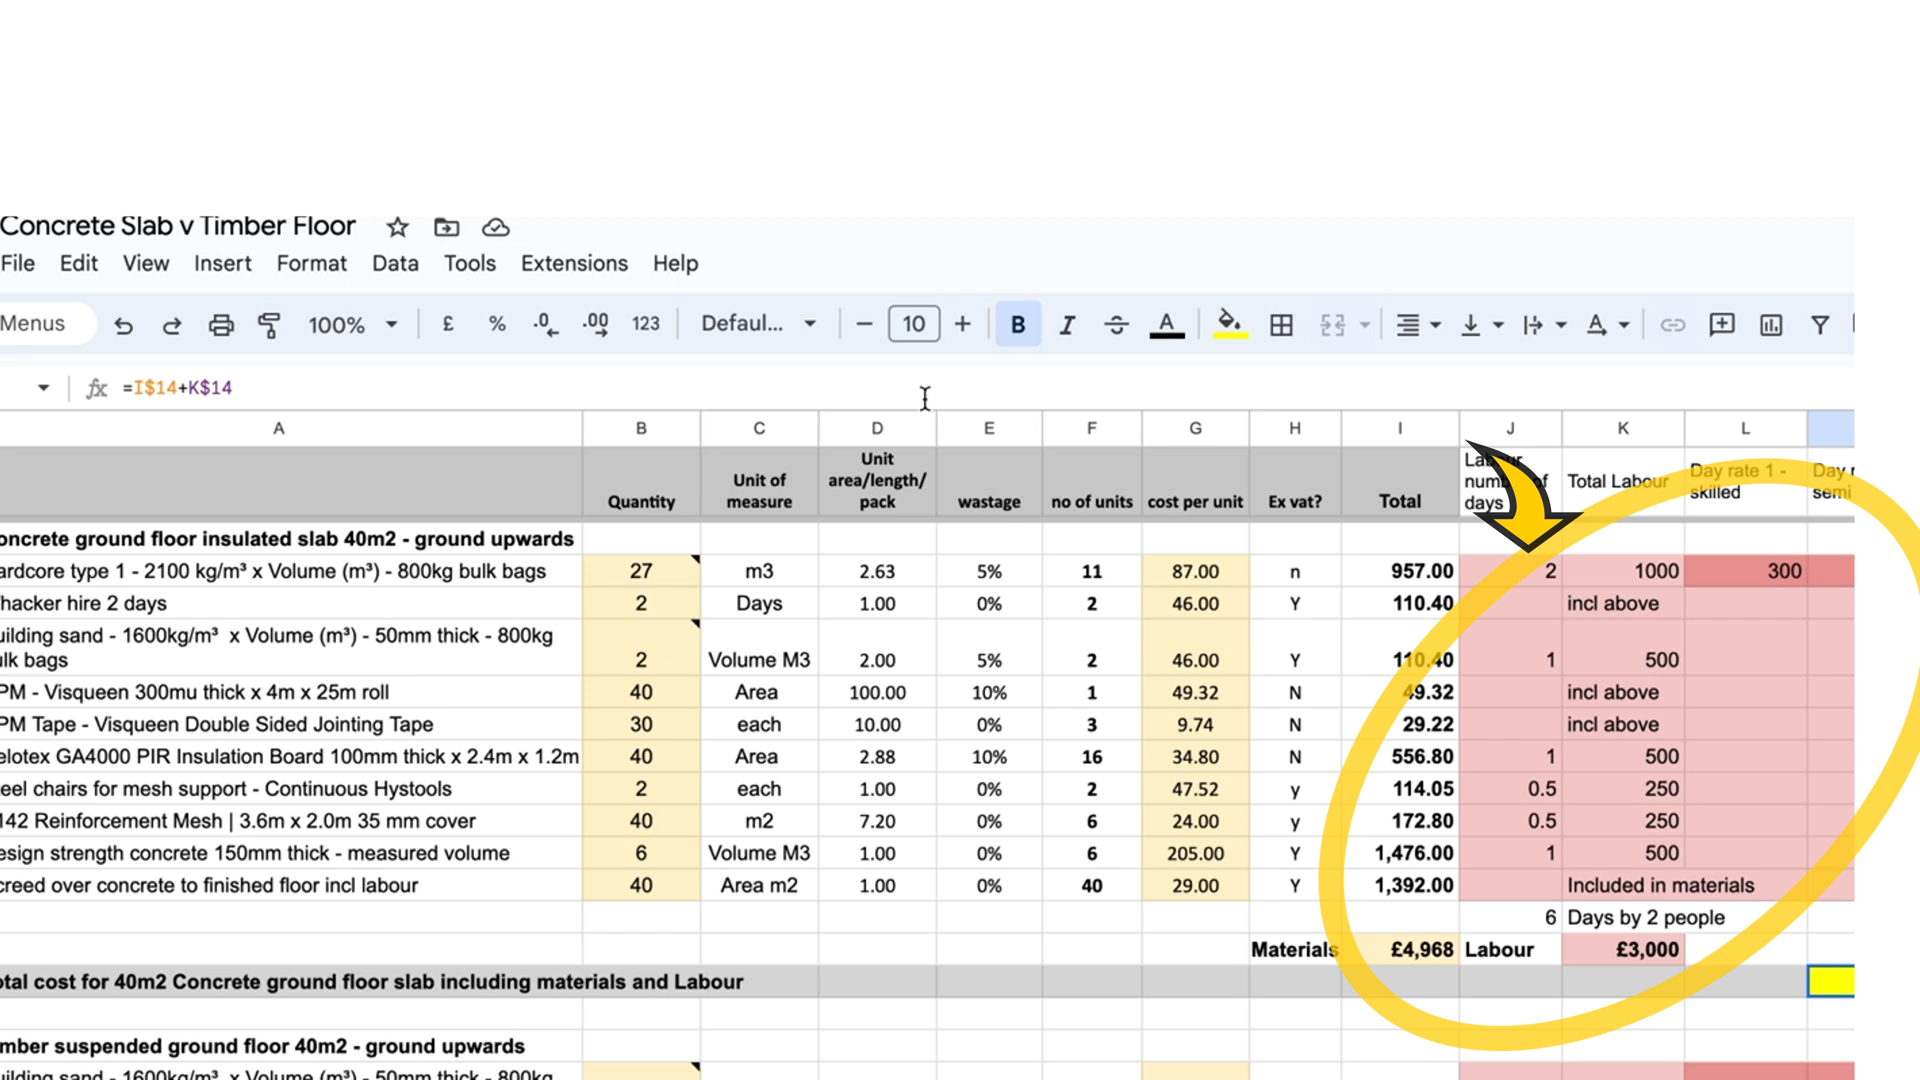 Concrete Slab v Timber Floor
File Edit View Insert Format Data Tools Extensions Help
Menus 100% £ % .0 .00 123 Defaul... − 10 + B I S A
fx =I$14+K$14
A B C D E F G H I J K L
Quantity Unit of measure Unit area/length/ pack wastage no of units cost per unit Ex vat? Total Labour number of days Total Labour Day rate 1 - skilled Day r semi
oncrete ground floor insulated slab 40m2 - ground upwards
ardcore type 1 - 2100 kg/m³ x Volume (m³) - 800kg bulk bags 27 m3 2.63 5% 11 87.00 n 957.00 2 1000 300
hacker hire 2 days 2 Days 1.00 0% 2 46.00 Y 110.40 incl above
uilding sand - 1600kg/m³ x Volume (m³) - 50mm thick - 800kg
lk bags 2 Volume M3 2.00 5% 2 46.00 Y 110.40 1 500
PM - Visqueen 300mu thick x 4m x 25m roll 40 Area 100.00 10% 1 49.32 N 49.32 incl above
PM Tape - Visqueen Double Sided Jointing Tape 30 each 10.00 0% 3 9.74 N 29.22 incl above
elotex GA4000 PIR Insulation Board 100mm thick x 2.4m x 1.2m 40 Area 2.88 10% 16 34.80 N 556.80 1 500
eel chairs for mesh support - Continuous Hystools 2 each 1.00 0% 2 47.52 y 114.05 0.5 250
142 Reinforcement Mesh | 3.6m x 2.0m 35 mm cover 40 m2 7.20 0% 6 24.00 y 172.80 0.5 250
esign strength concrete 150mm thick - measured volume 6 Volume M3 1.00 0% 6 205.00 Y 1,476.00 1 500
creed over concrete to finished floor incl labour 40 Area m2 1.00 0% 40 29.00 Y 1,392.00 Included in materials
6 Days by 2 people
Materials £4,968 Labour £3,000
otal cost for 40m2 Concrete ground floor slab including materials and Labour
mber suspended ground floor 40m2 - ground upwards
uilding sand - 1600kg/m³ x Volume (m³) - 50mm thick - 800kg